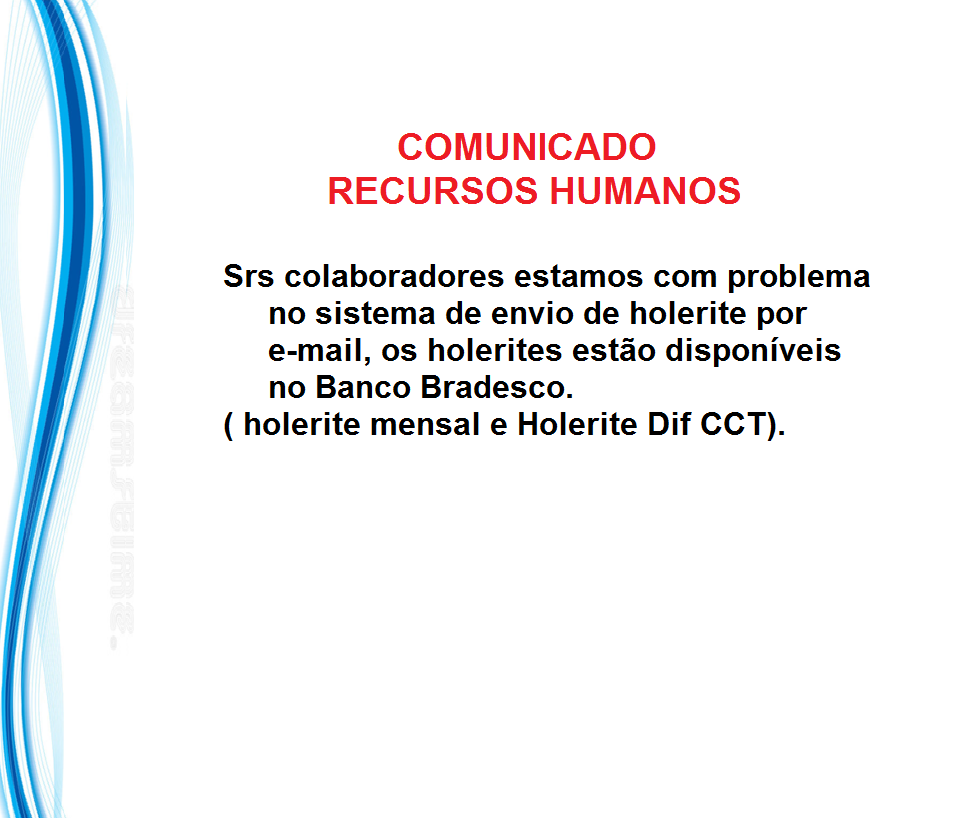 COMUNICADO
RECURSOS HUMANOS
Srs colaboradores estamos com problema
no sistema de envio de holerite por
e-mail, os holerites estão disponíveis
no Banco Bradesco.
( holerite mensal e Holerite Dif CCT).